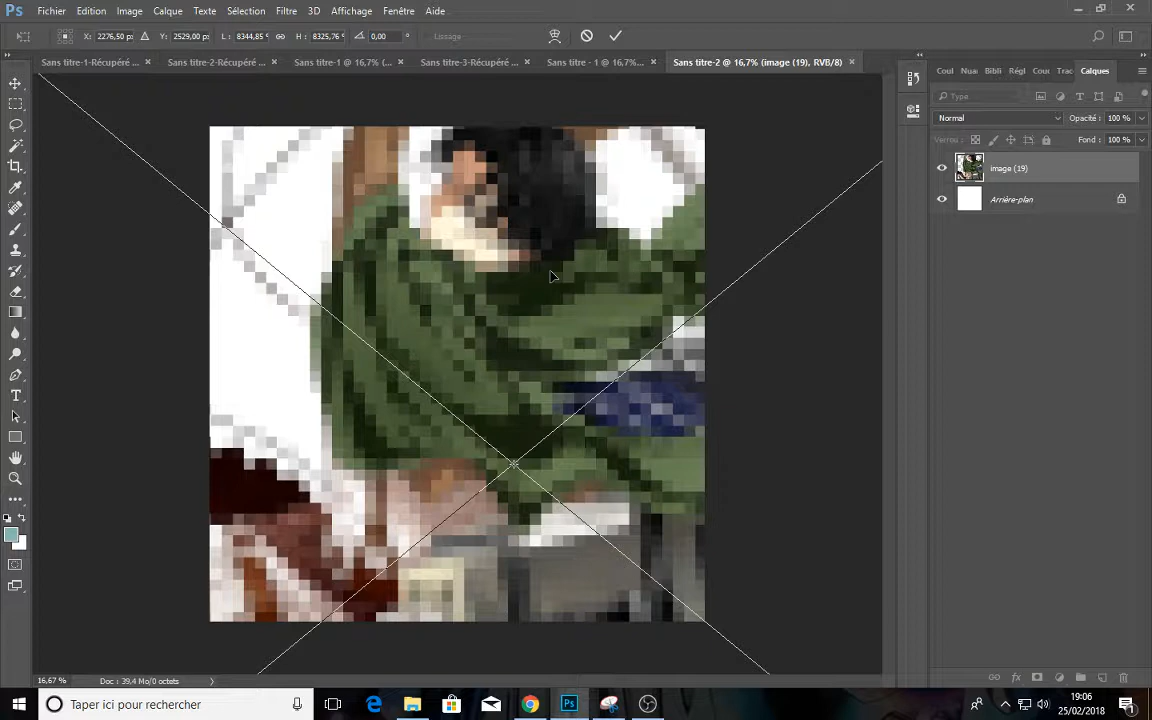 Ps Fichier Edition Image Calque Texte Sélection Filtre 3D Affichage Fenêtre Aide
X: 2276,50 px Y: 2529,00 px L: 8344,85 % H: 8325,76 % 0,00 ° Lissage
Sans titre-1-Récupéré ... × Sans titre-2-Récupéré ... × Sans titre-1 @ 16,7% (... × Sans titre-3-Récupéré ... × Sans titre - 1 @ 16,7%... × Sans titre-2 @ 16,7% (image (19), RVB/8) ×
Coul Nuar Bibli Régl Cour Trac Calques
Type
Normal Opacité : 100 %
Verrou : Fond : 100 %
image (19)
Arrière-plan
16,67 % Doc : 39,4 Mo/0 octets
Taper ici pour rechercher
19:06
25/02/2018